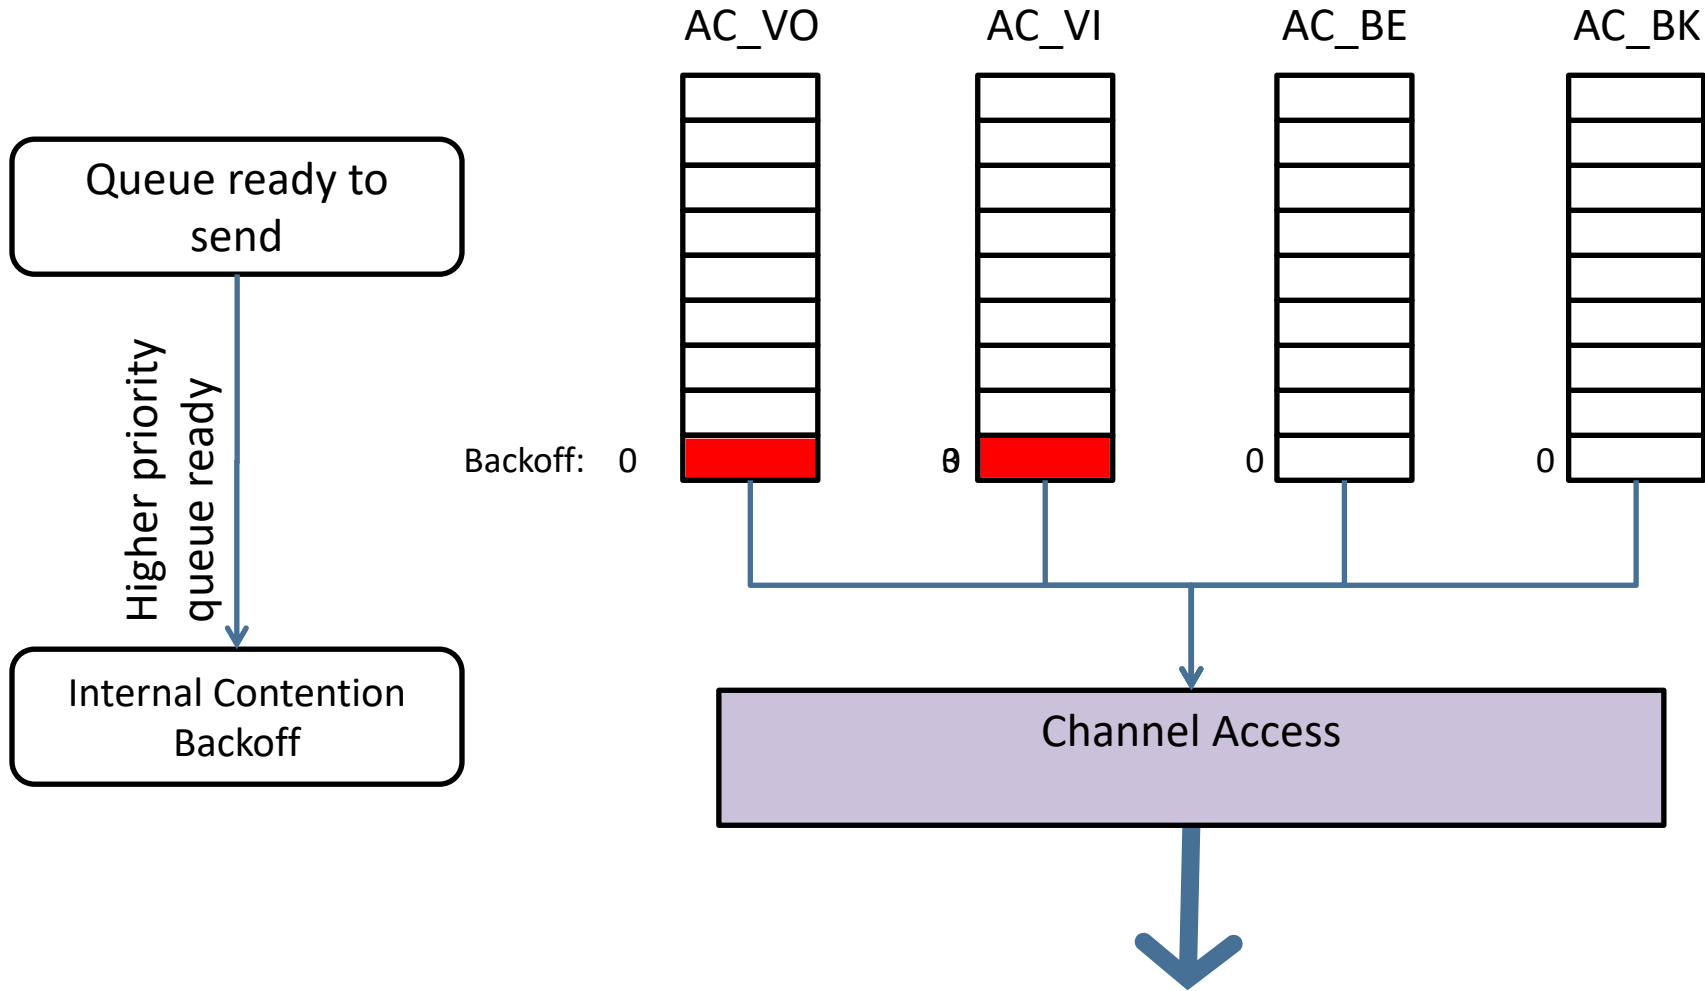 AC_VO AC_VI AC_BE AC_BK
Queue ready to
send
Higher priority
queue ready
Backoff: 0 0 0
Internal Contention
Backoff
Channel Access